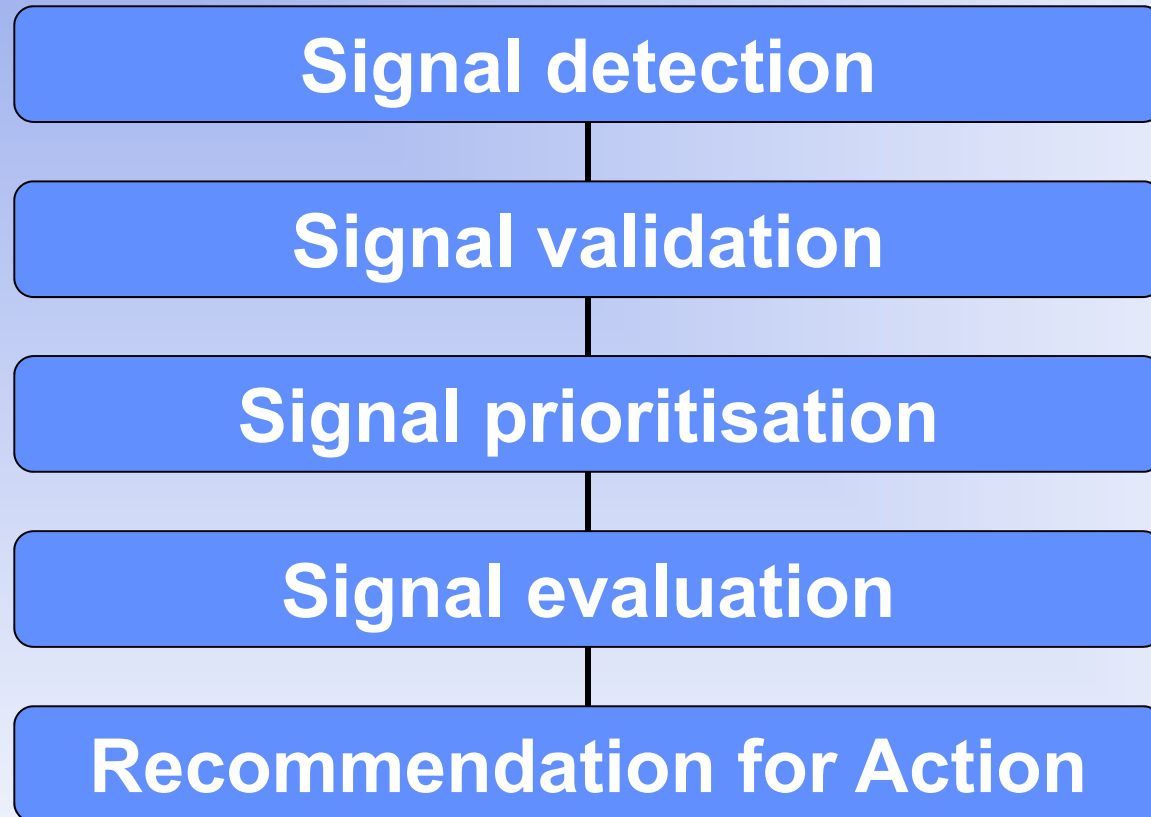 Signal detection
Signal validation
Signal prioritisation
Signal evaluation
Recommendation for Action